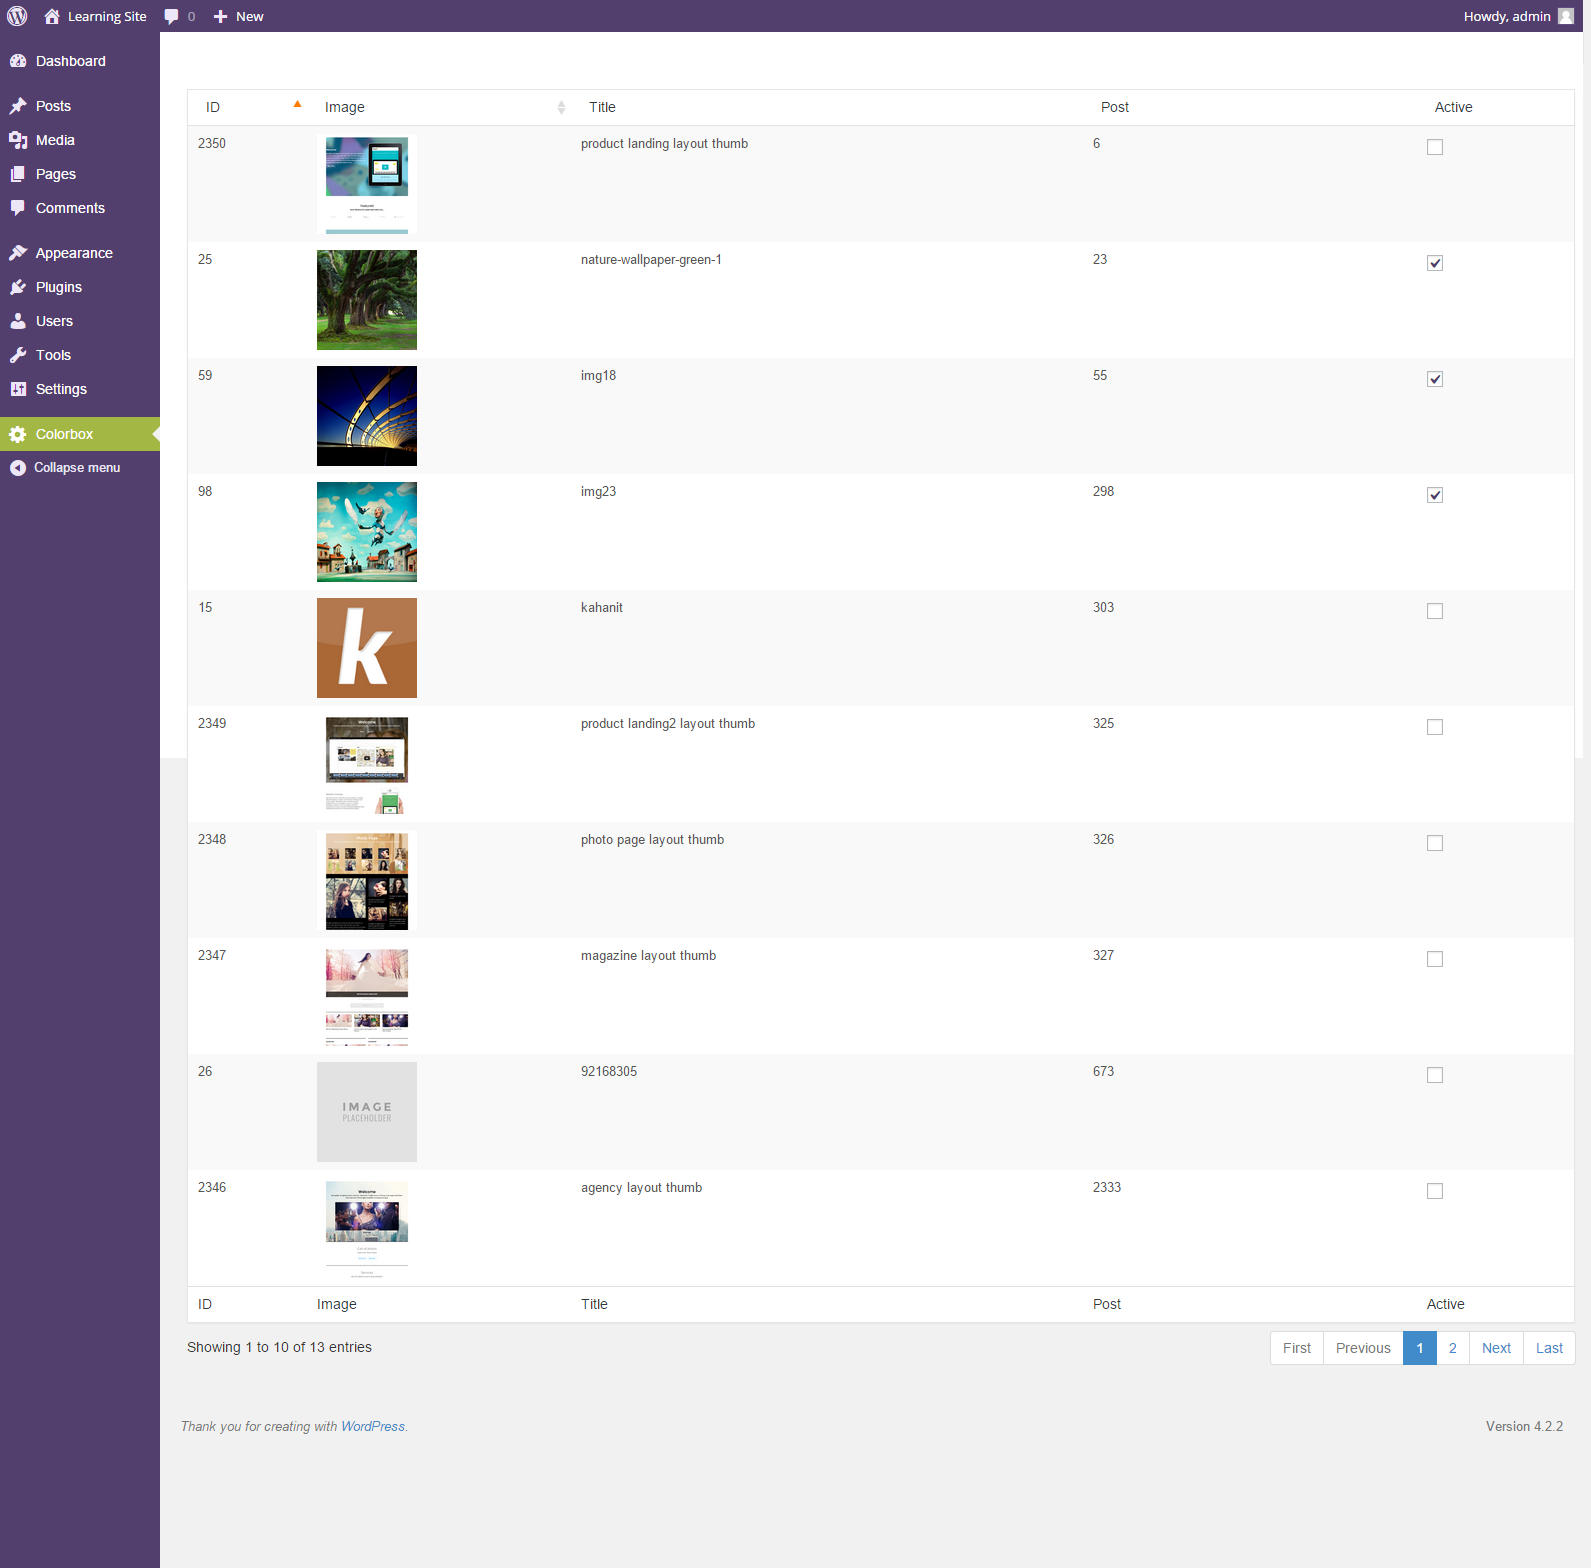 Learning Site 0 New Howdy, admin
Dashboard
Posts
Media
Pages
Comments
Appearance
Plugins
Users
Tools
Settings
Colorbox
Collapse menu
ID Image Title Post Active
2350 product landing layout thumb 6
25 nature-wallpaper-green-1 23
59 img18 55
98 img23 298
15 kahanit 303
k
2349 product landing2 layout thumb 325
Welcome
2348 photo page layout thumb 326
2347 magazine layout thumb 327
26 92168305 673
IMAGE
PLACEHOLDER
2346 agency layout thumb 2333
Welcome
ID Image Title Post Active
Showing 1 to 10 of 13 entries First Previous 1 2 Next Last
Thank you for creating with WordPress. Version 4.2.2